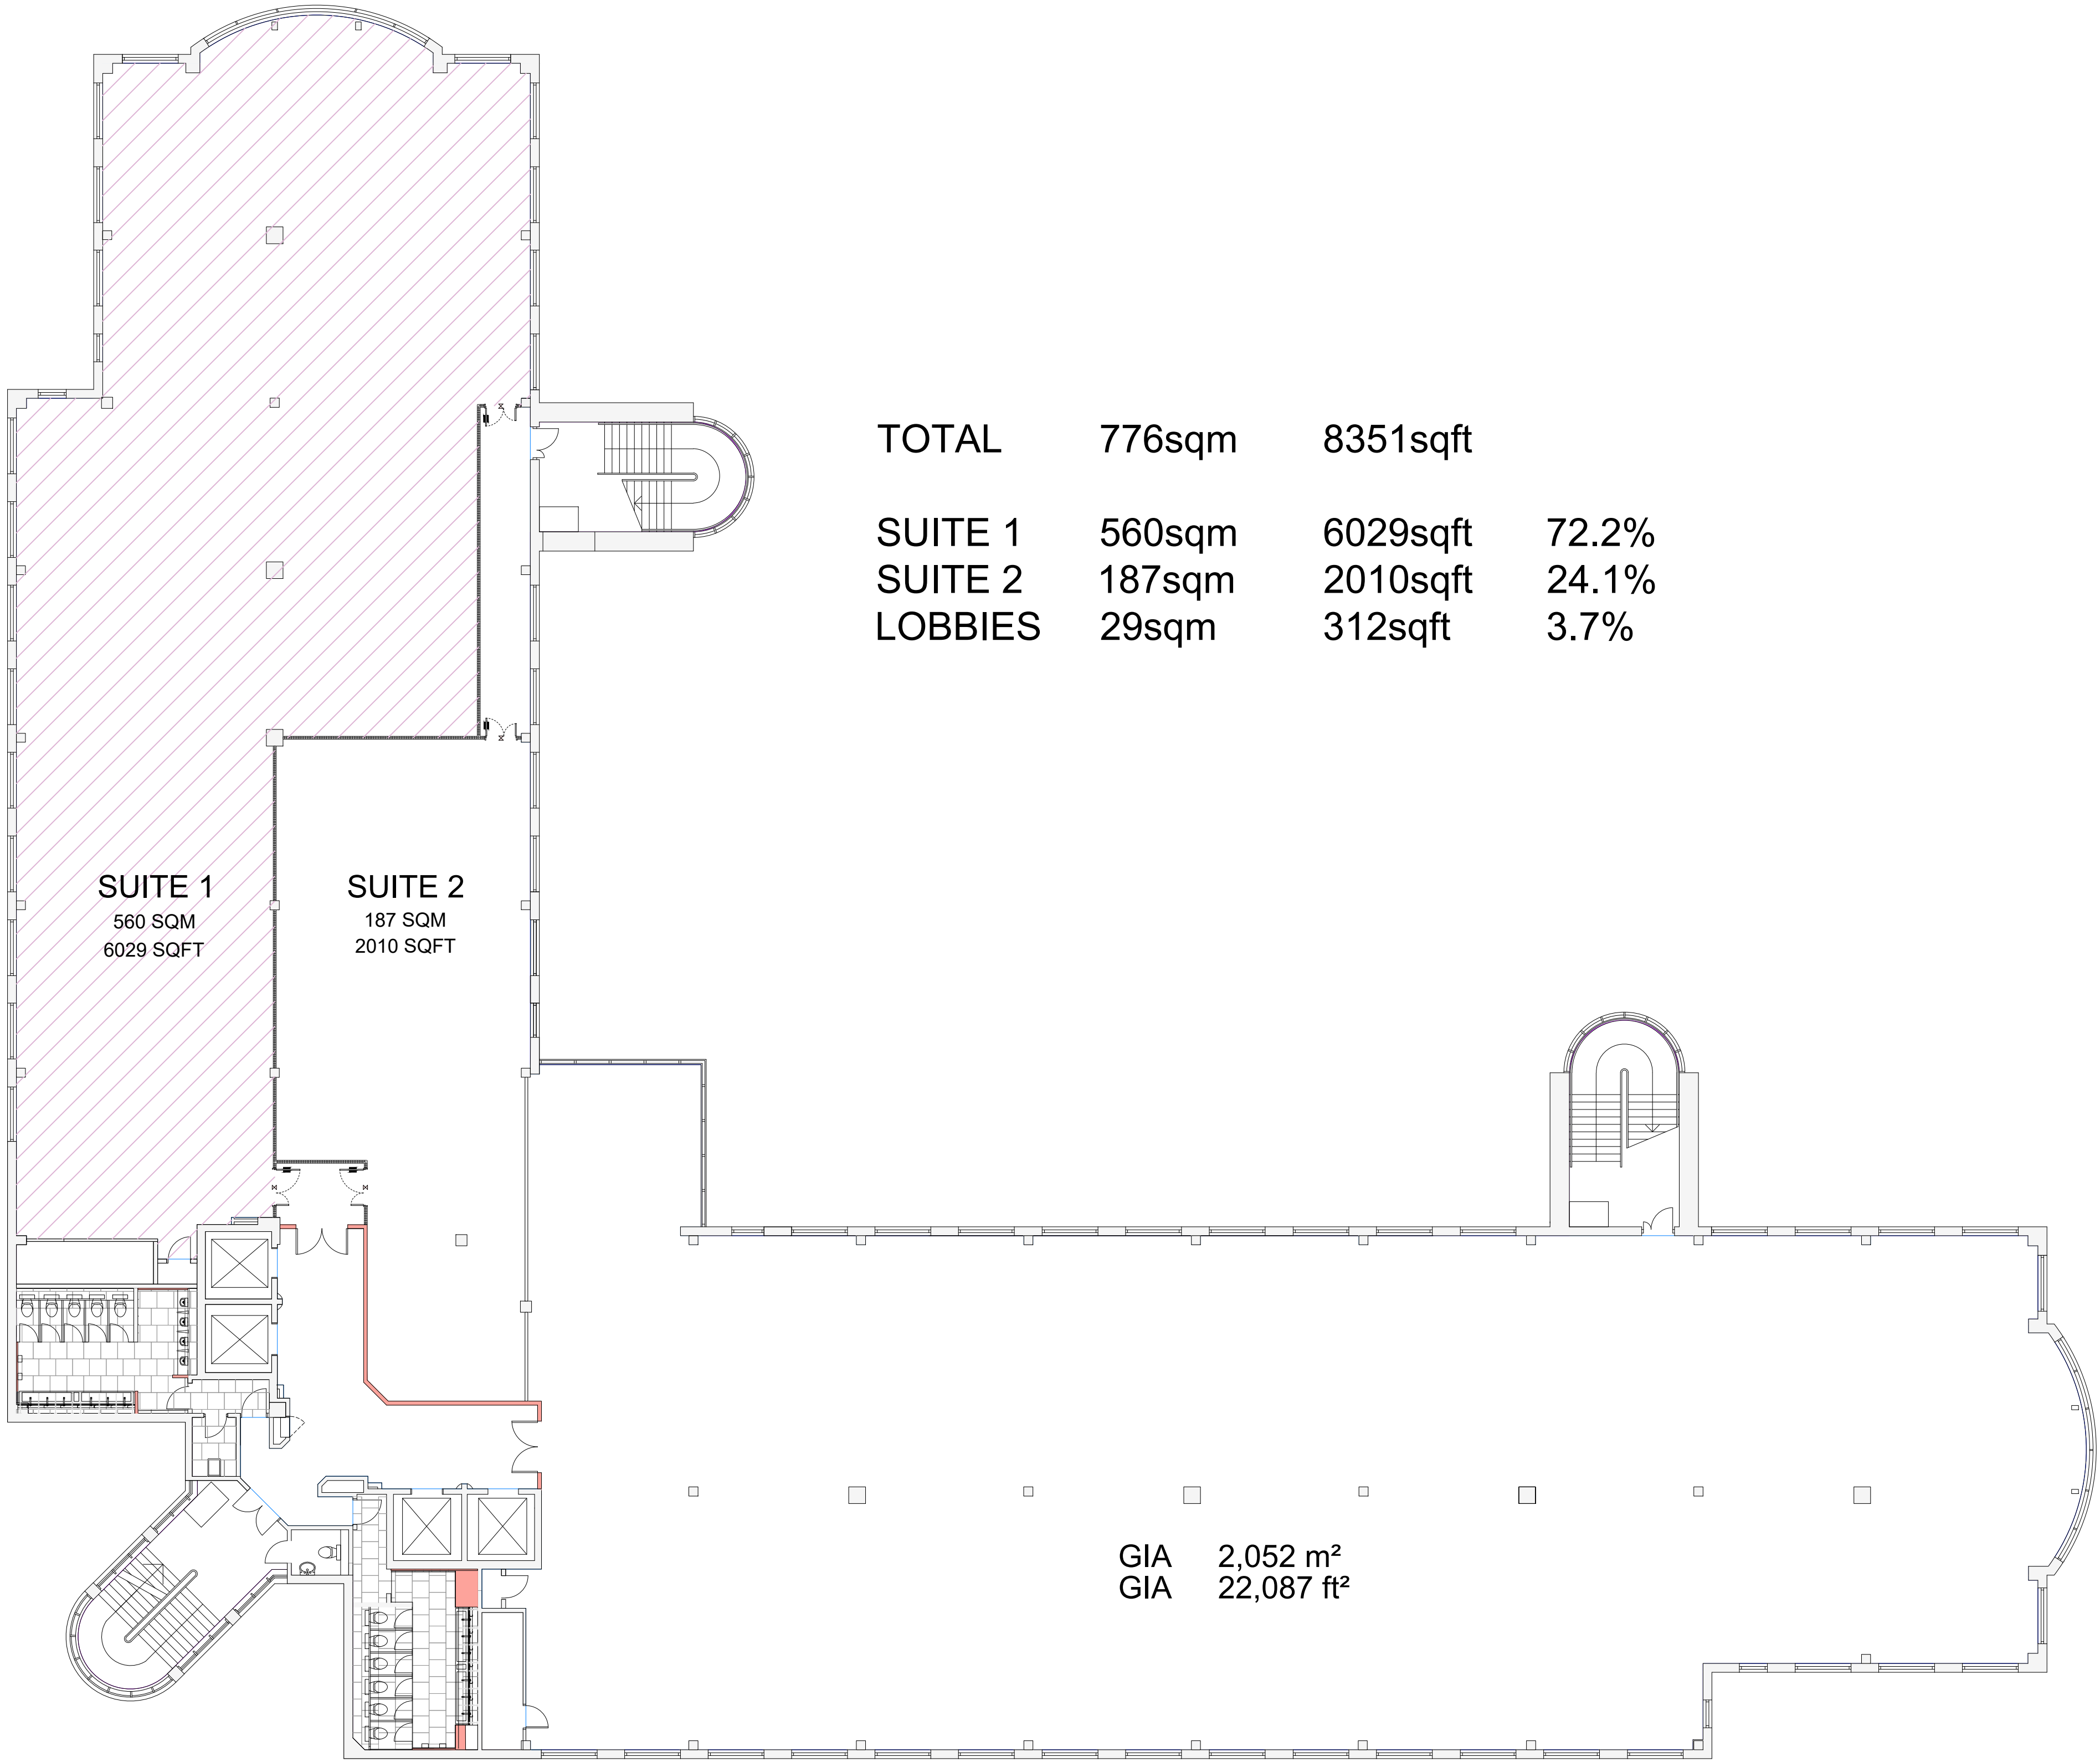 TOTAL 776sqm 8351sqft
SUITE 1 560sqm 6029sqft 72.2%
SUITE 2 187sqm 2010sqft 24.1%
LOBBIES 29sqm 312sqft 3.7%
SUITE 1
560 SQM
6029 SQFT
SUITE 2
187 SQM
2010 SQFT
GIA 2,052 m²
GIA 22,087 ft²